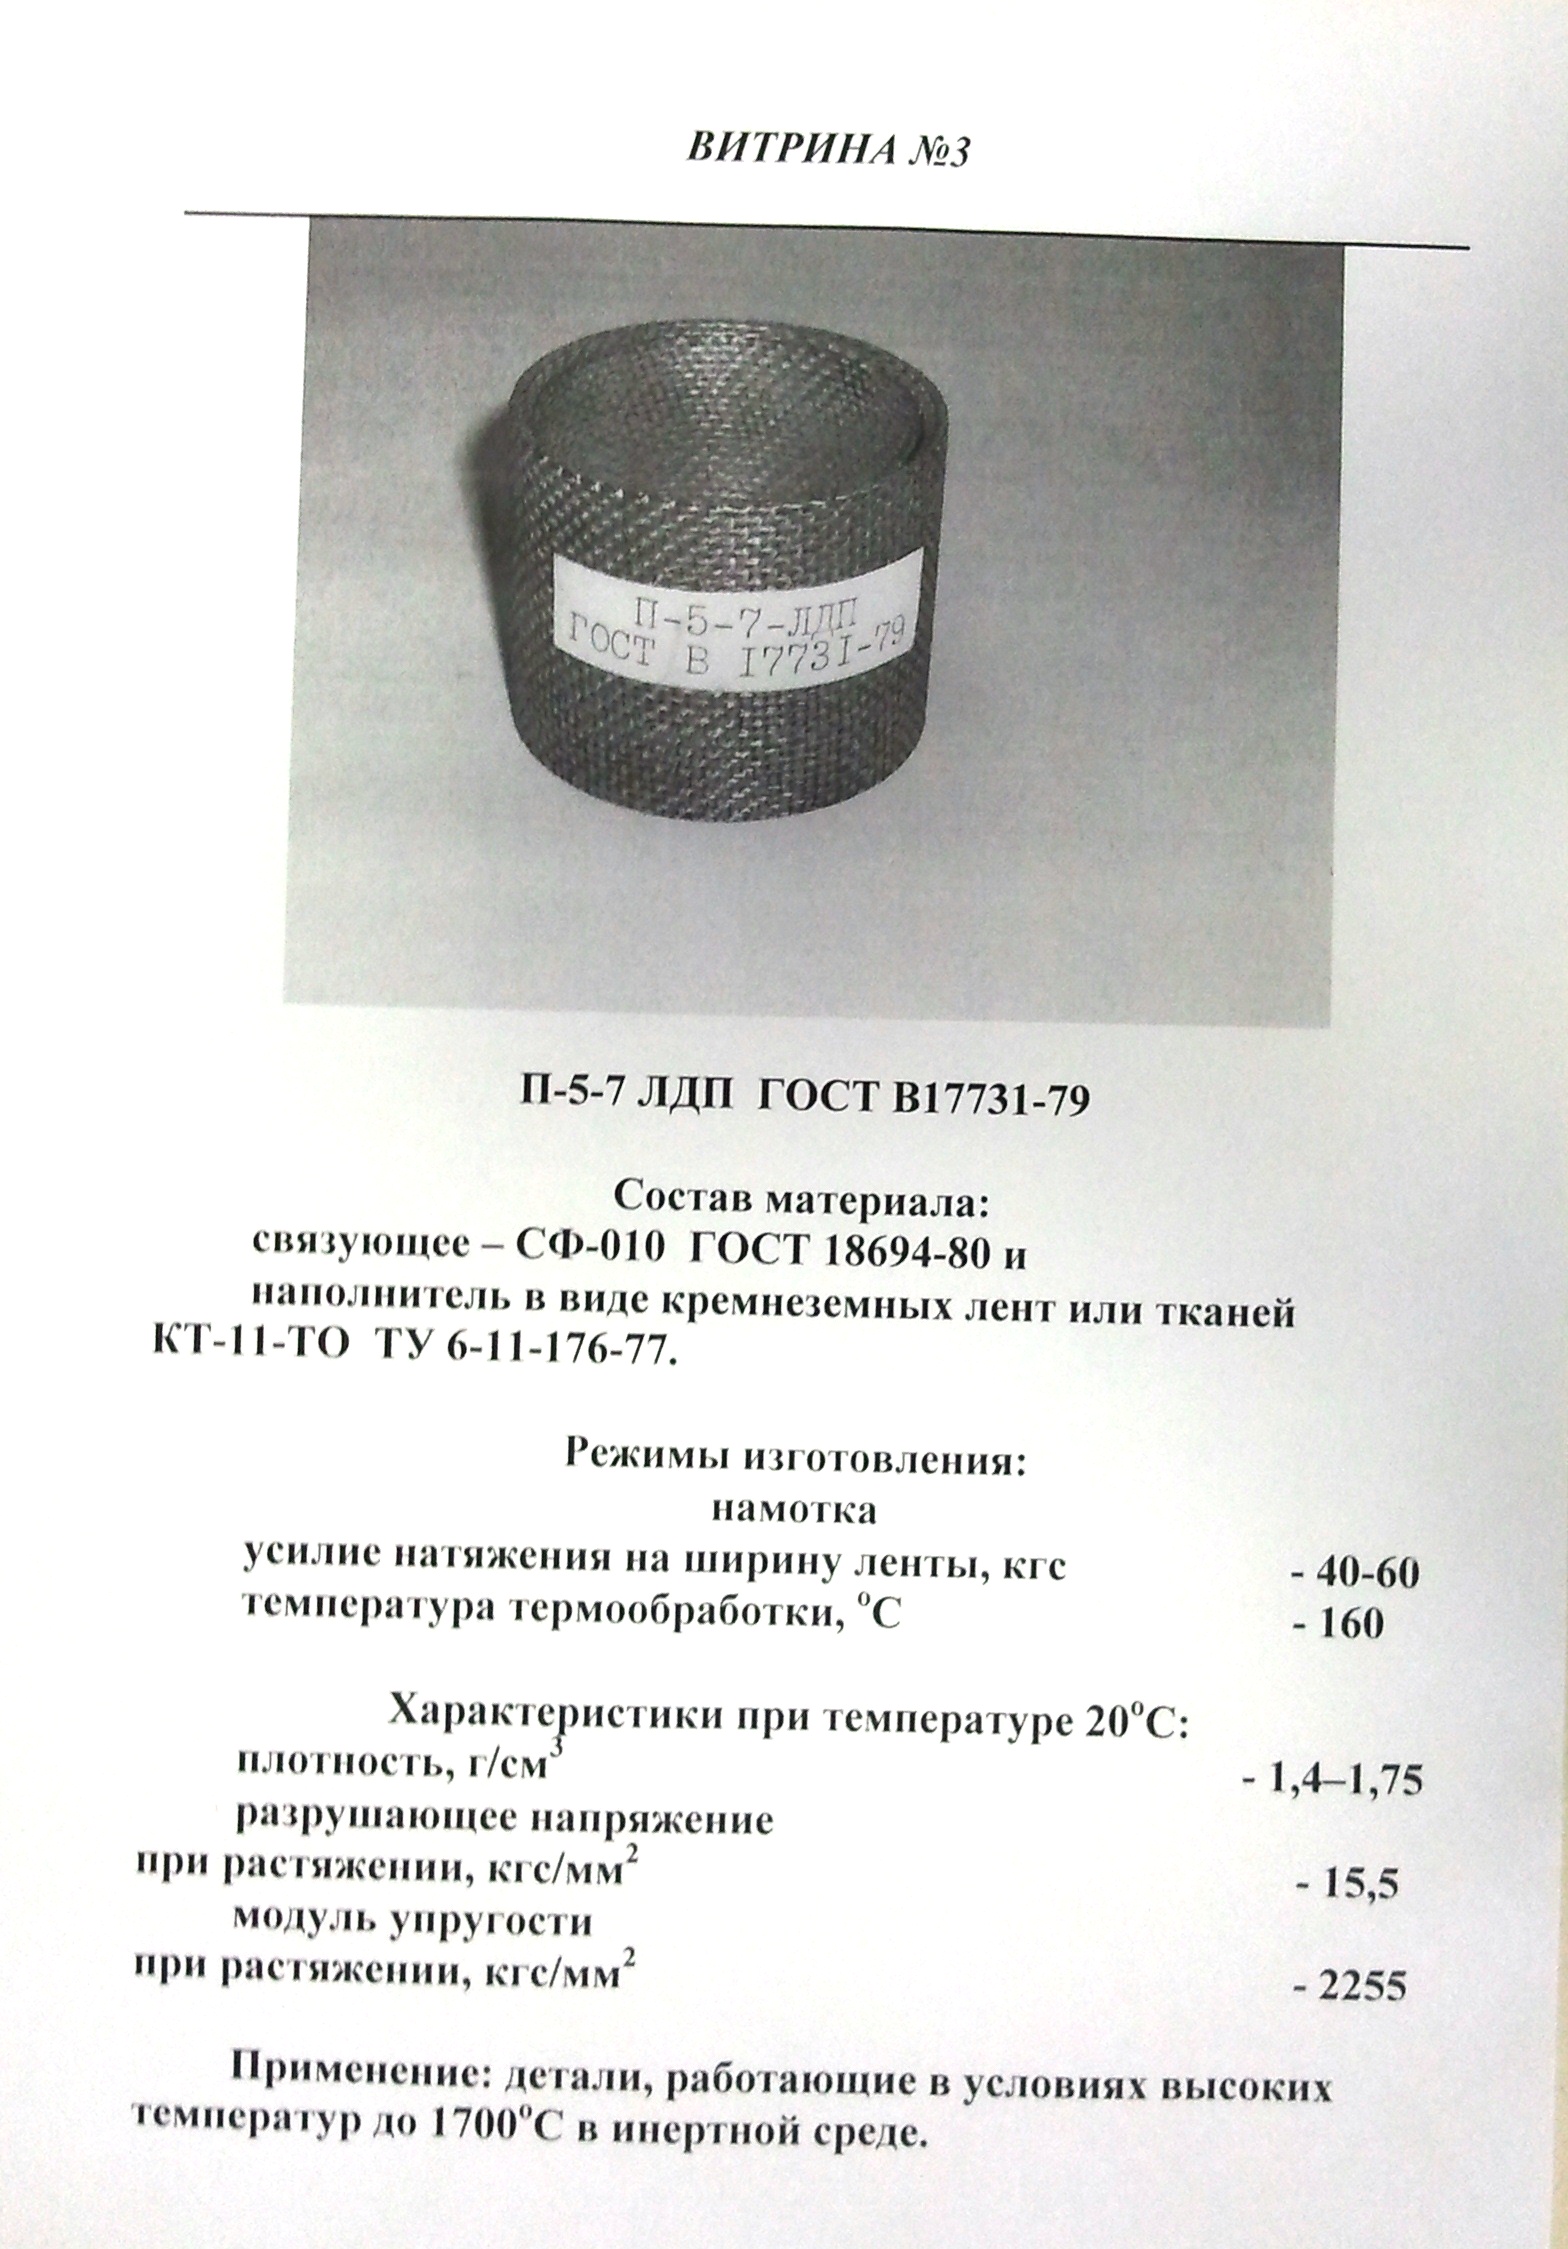 ВИТРИНА №3
П-5-7-ЛДП
ГОСТ В I773I-79
П-5-7 ЛДП ГОСТ В17731-79
Состав материала:
связующее – СФ-010 ГОСТ 18694-80 и
наполнитель в виде кремнеземных лент или тканей
КТ-11-ТО ТУ 6-11-176-77.
Режимы изготовления:
намотка
усилие натяжения на ширину ленты, кгс - 40-60
температура термообработки, °С - 160
Характеристики при температуре 20°С:
плотность, г/см³ - 1,4–1,75
разрушающее напряжение
при растяжении, кгс/мм² - 15,5
модуль упругости
при растяжении, кгс/мм² - 2255
Применение: детали, работающие в условиях высоких
температур до 1700°С в инертной среде.